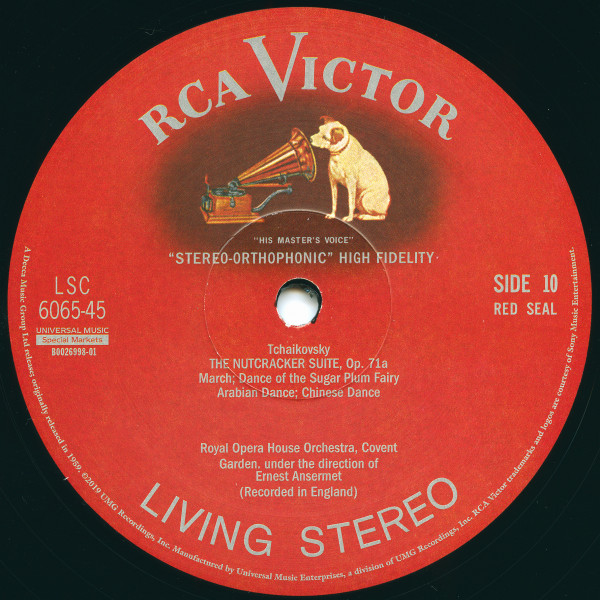 RCA VICTOR
"HIS MASTER'S VOICE"
"STEREO-ORTHOPHONIC" HIGH FIDELITY
LSC
6065-45
UNIVERSAL MUSIC
Special Markets
B0026998-01
SIDE 10
RED SEAL
Tchaikovsky
THE NUTCRACKER SUITE, Op. 71a
March; Dance of the Sugar Plum Fairy
Arabian Dance; Chinese Dance
Royal Opera House Orchestra, Covent
Garden. under the direction of
Ernest Ansermet
(Recorded in England)
LIVING STEREO
A Decca Music Group Ltd releases originally released in 1959. ©2019 UMG Recordings, Inc. Manufactured by Universal Music Enterprises, a division of UMG Recordings, Inc. RCA Victor trademarks and logos are courtesy of Sony Music Entertainment.